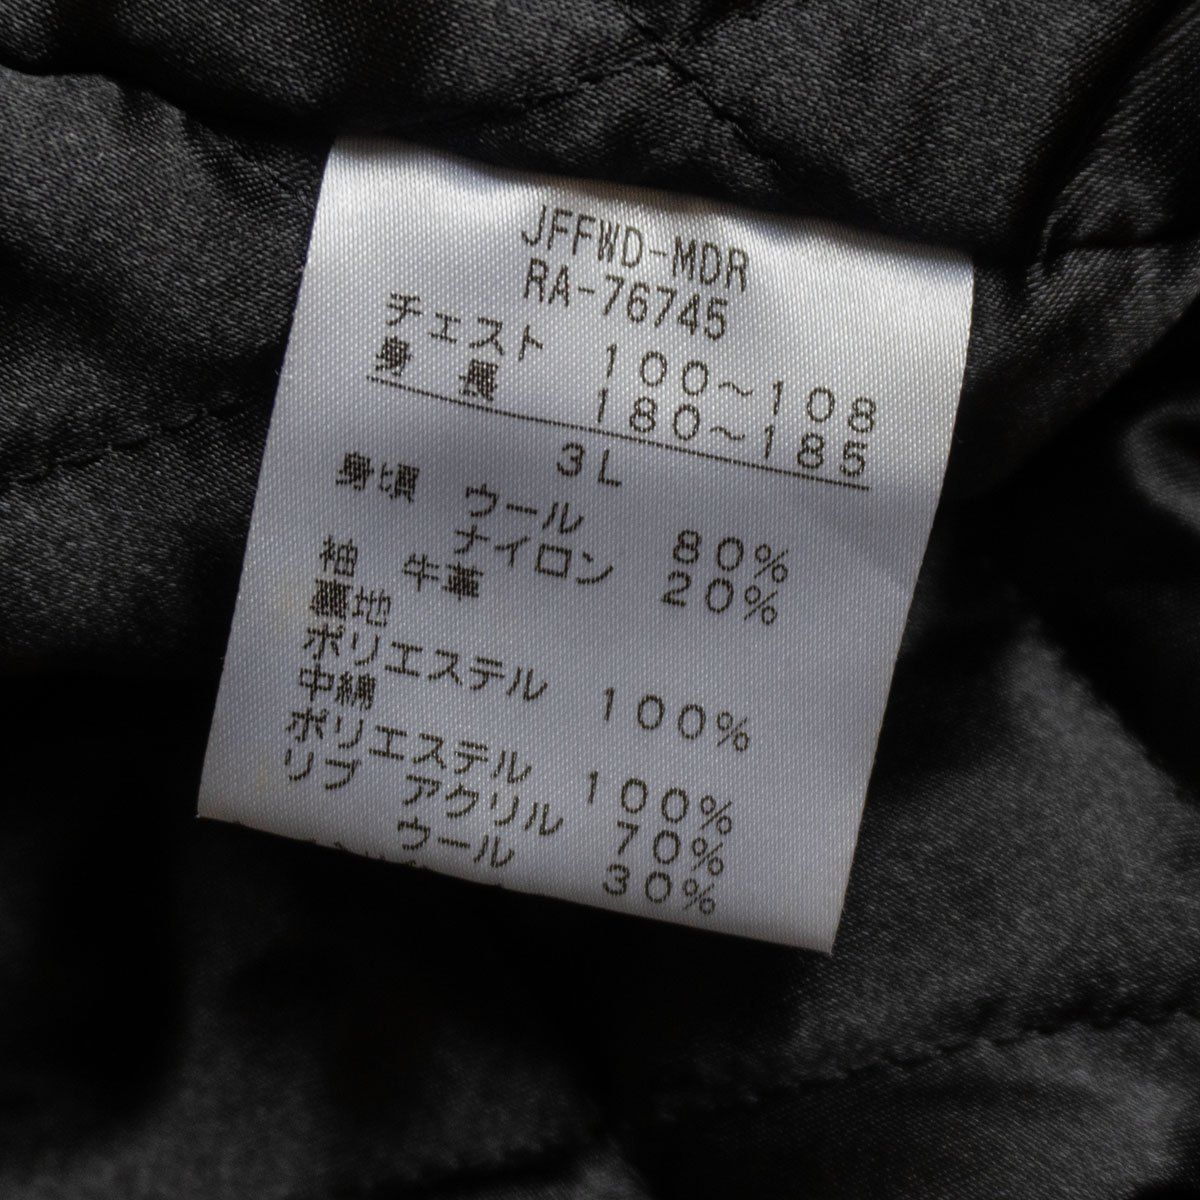 JFFWD-MDR
RA-76745
チェスト 100～108
身長 180～185
3L
身頃 ウール 80%
ナイロン 20%
袖 牛革
裏地
ポリエステル 100%
中綿
ポリエステル 100%
リブ アクリル 70%
ウール 30%